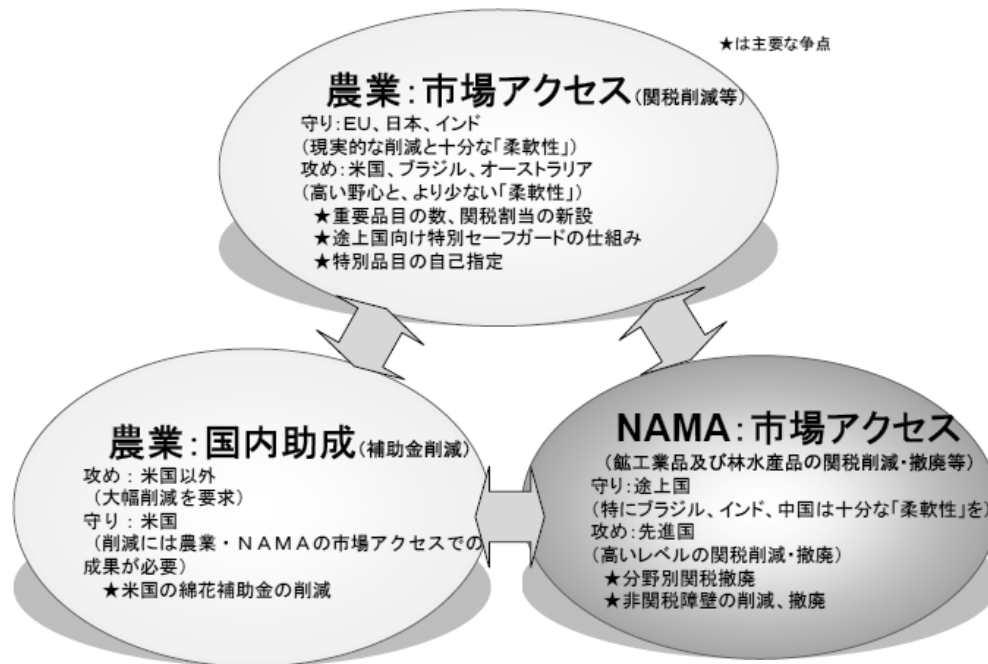 ★は主要な争点
農業:市場アクセス(関税削減等)
守り:EU、日本、インド
(現実的な削減と十分な「柔軟性」)
攻め:米国、ブラジル、オーストラリア
(高い野心と、より少ない「柔軟性」)
★重要品目の数、関税割当の新設
★途上国向け特別セーフガードの仕組み
★特別品目の自己指定
農業:国内助成(補助金削減)
攻め:米国以外
(大幅削減を要求)
守り:米国
(削減には農業・NAMAの市場アクセスでの
成果が必要)
★米国の綿花補助金の削減
NAMA:市場アクセス
(鉱工業品及び林水産品の関税削減・撤廃等)
守り:途上国
(特にブラジル、インド、中国は十分な「柔軟性」を)
攻め:先進国
(高いレベルの関税削減・撤廃)
★分野別関税撤廃
★非関税障壁の削減、撤廃